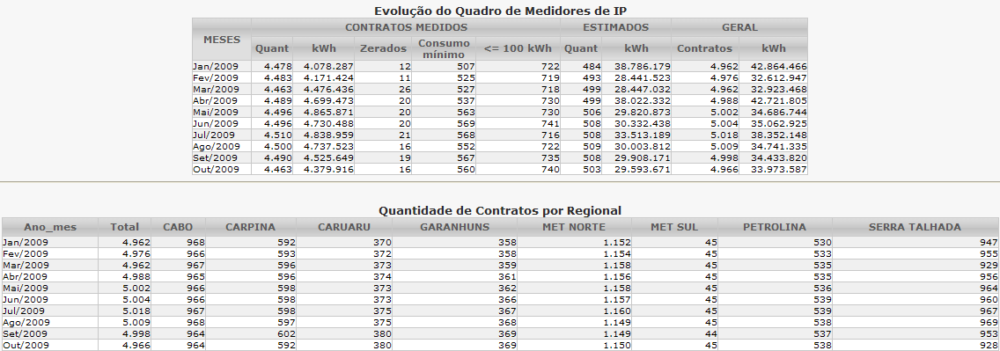 Evolução do Quadro de Medidores de IP
MESES CONTRATOS MEDIDOS ESTIMADOS GERAL
Quant kWh Zerados Consumo mínimo <= 100 kWh Quant kWh Contratos kWh
Jan/2009 4.478 4.078.287 12 507 722 484 38.786.179 4.962 42.864.466
Fev/2009 4.483 4.171.424 11 525 719 493 28.441.523 4.976 32.612.947
Mar/2009 4.463 4.476.436 26 527 718 499 28.447.032 4.962 32.923.468
Abr/2009 4.489 4.699.473 20 537 730 499 38.022.332 4.988 42.721.805
Mai/2009 4.496 4.865.871 20 563 744 506 29.820.873 5.002 34.686.744
Jun/2009 4.496 4.730.488 20 569 741 508 30.332.438 5.004 35.062.925
Jul/2009 4.510 4.838.959 21 568 716 508 33.513.189 5.018 38.352.148
Ago/2009 4.500 4.737.523 16 552 722 509 30.003.812 5.009 34.741.335
Set/2009 4.490 4.525.649 19 567 735 508 29.908.171 4.998 34.433.820
Out/2009 4.463 4.379.916 16 560 740 503 29.593.671 4.966 33.973.587
Quantidade de Contratos por Regional
Ano_mes Total CABO CARPINA CARUARU GARANHUNS MET NORTE MET SUL PETROLINA SERRA TALHADA
Jan/2009 4.962 968 592 370 358 1.152 45 530 947
Fev/2009 4.976 966 593 372 358 1.154 45 533 955
Mar/2009 4.962 967 596 373 359 1.158 45 535 929
Abr/2009 4.988 965 596 374 361 1.156 45 535 956
Mai/2009 5.002 966 598 373 362 1.158 45 536 964
Jun/2009 5.004 966 598 373 366 1.157 45 539 960
Jul/2009 5.018 967 598 375 367 1.160 45 539 967
Ago/2009 5.009 968 597 375 368 1.149 45 538 969
Set/2009 4.998 964 602 380 369 1.149 44 537 953
Out/2009 4.966 964 592 380 369 1.150 45 538 928